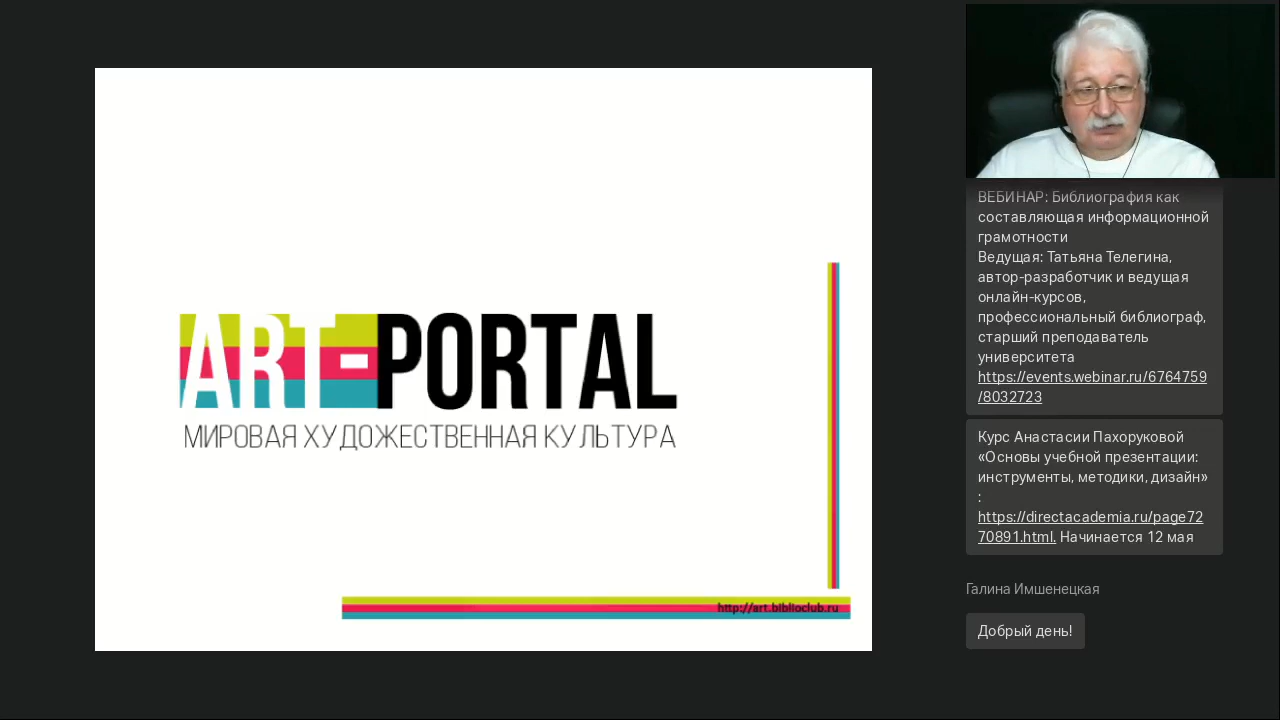 ART-PORTAL
МИРОВАЯ ХУДОЖЕСТВЕННАЯ КУЛЬТУРА
http://art.biblioclub.ru
ВЕБИНАР: Библиография как
составляющая информационной
грамотности
Ведущая: Татьяна Телегина,
автор-разработчик и ведущая
онлайн-курсов,
профессиональный библиограф,
старший преподаватель
университета
https://events.webinar.ru/6764759
/8032723
Курс Анастасии Пахоруковой
«Основы учебной презентации:
инструменты, методики, дизайн»
:
https://directacademia.ru/page72
70891.html. Начинается 12 мая
Галина Имшенецкая
Добрый день!